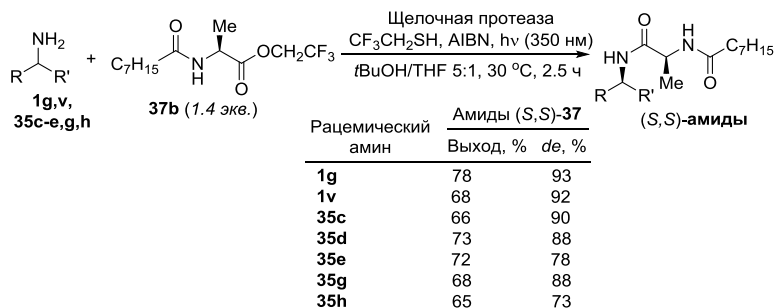 NH₂
R R'
1g,v,
35c-e,g,h
+
O Me
C₇H₁₅ N H OCH₂CF₃
O
37b (1.4 экв.)
Щелочная протеаза
CF₃CH₂SH, AIBN, hν (350 нм)
tBuOH/THF 5:1, 30 °C, 2.5 ч
O H
HN N C₇H₁₅
R R' Me O
(S,S)-амиды
Рацемический амин Амиды (S,S)-37
Выход, % de, %
1g 78 93
1v 68 92
35c 66 90
35d 73 88
35e 72 78
35g 68 88
35h 65 73